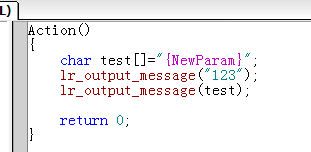 L)
Action()
{
    char test[]="{NewParam}";
    lr_output_message("123");
    lr_output_message(test);

    return 0;
}